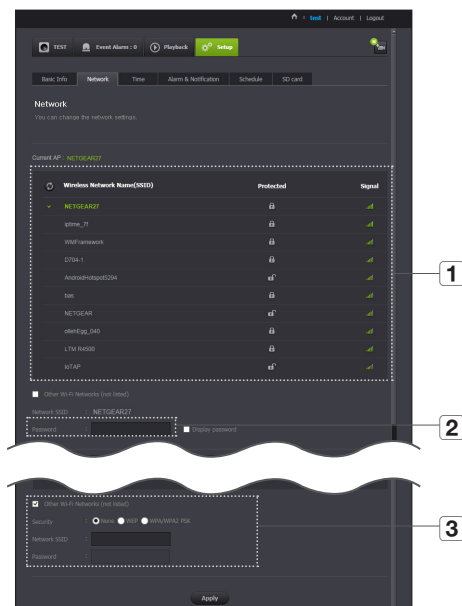 test | Account | Logout
TEST Event Alarm : 0 Playback Setup
Basic Info Network Time Alarm & Notification Schedule SD card
Network
You can change the network settings.
Current AP : NETGEAR27
Wireless Network Name(SSID) Protected Signal
NETGEAR27
iptime_7f
WMFramework
D704-1
AndroidHotspot5294
bas
NETGEAR
ollehEgg_040
LTM R4500
IoTAP
1
Other Wi-Fi Networks (not listed)
Network SSID : NETGEAR27
Password : Display password
2
Other Wi-Fi Networks (not listed)
Security : None WEP WPA/WPA2 PSK
Network SSID :
Password :
3
Apply